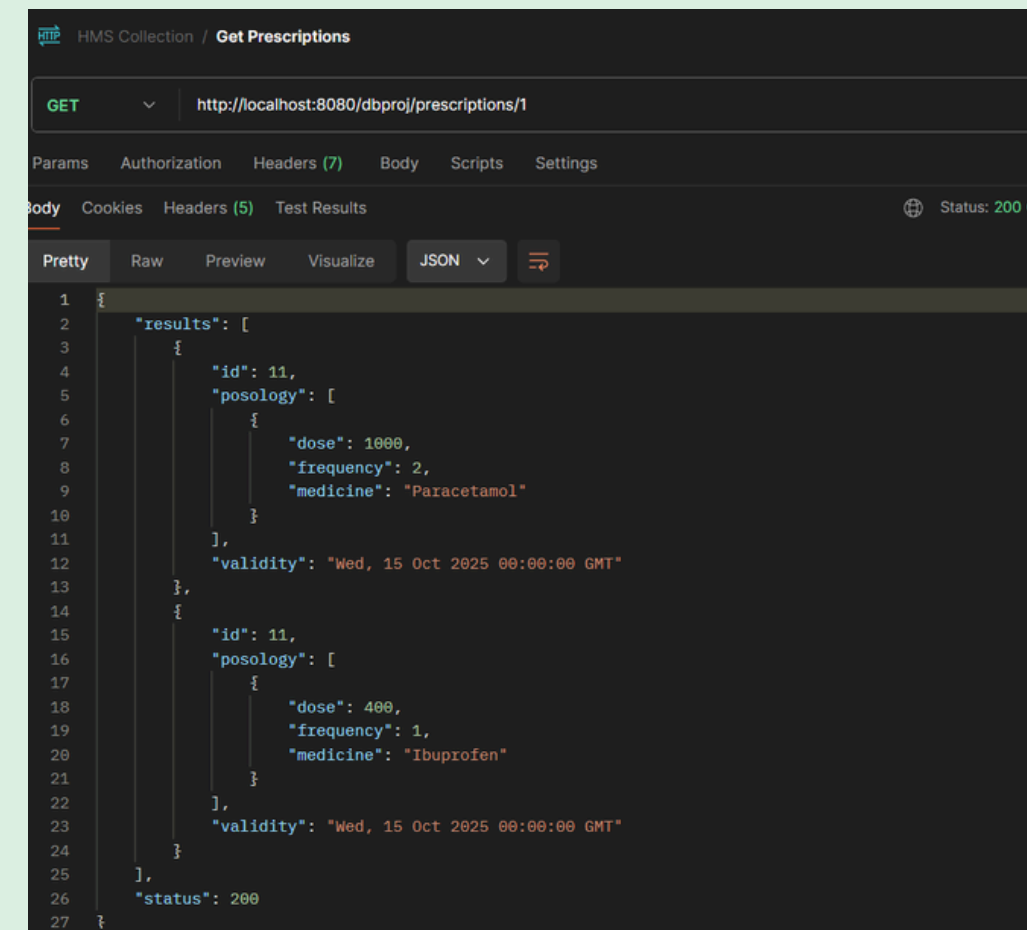 HTTP HMS Collection / Get Prescriptions
GET http://localhost:8080/dbproj/prescriptions/1
Params Authorization Headers (7) Body Scripts Settings
Body Cookies Headers (5) Test Results Status: 200
Pretty Raw Preview Visualize JSON
1 {
2 "results": [
3 {
4 "id": 11,
5 "posology": [
6 {
7 "dose": 1000,
8 "frequency": 2,
9 "medicine": "Paracetamol"
10 }
11 ],
12 "validity": "Wed, 15 Oct 2025 00:00:00 GMT"
13 },
14 {
15 "id": 11,
16 "posology": [
17 {
18 "dose": 400,
19 "frequency": 1,
20 "medicine": "Ibuprofen"
21 }
22 ],
23 "validity": "Wed, 15 Oct 2025 00:00:00 GMT"
24 }
25 ],
26 "status": 200
27 }